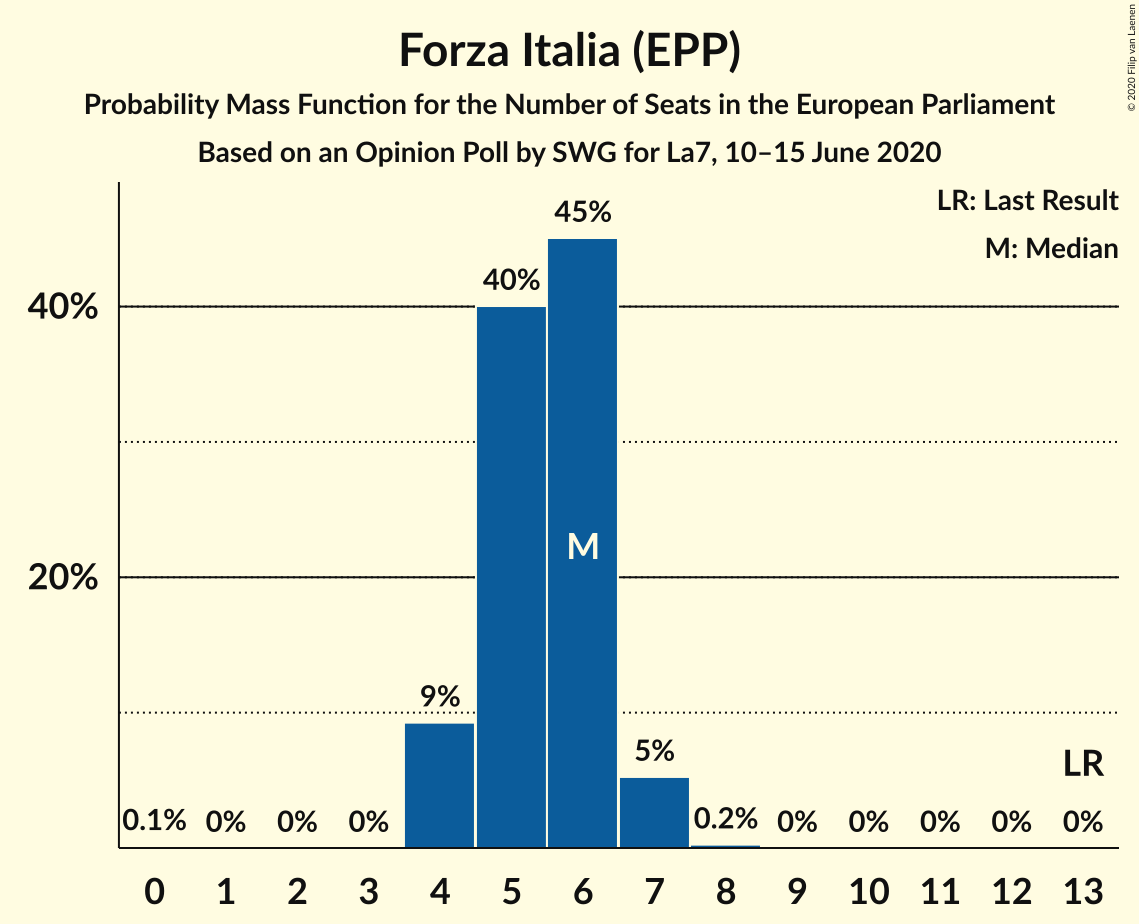 Forza Italia (EPP)
Probability Mass Function for the Number of Seats in the European Parliament
Based on an Opinion Poll by SWG for La7, 10–15 June 2020
© 2020 Filip van Laenen
LR: Last Result
M: Median
45%
40%
40%
M
20%
9%
5%
LR
0.1% 0% 0% 0% 0.2% 0% 0% 0% 0% 0%
0 1 2 3 4 5 6 7 8 9 10 11 12 13